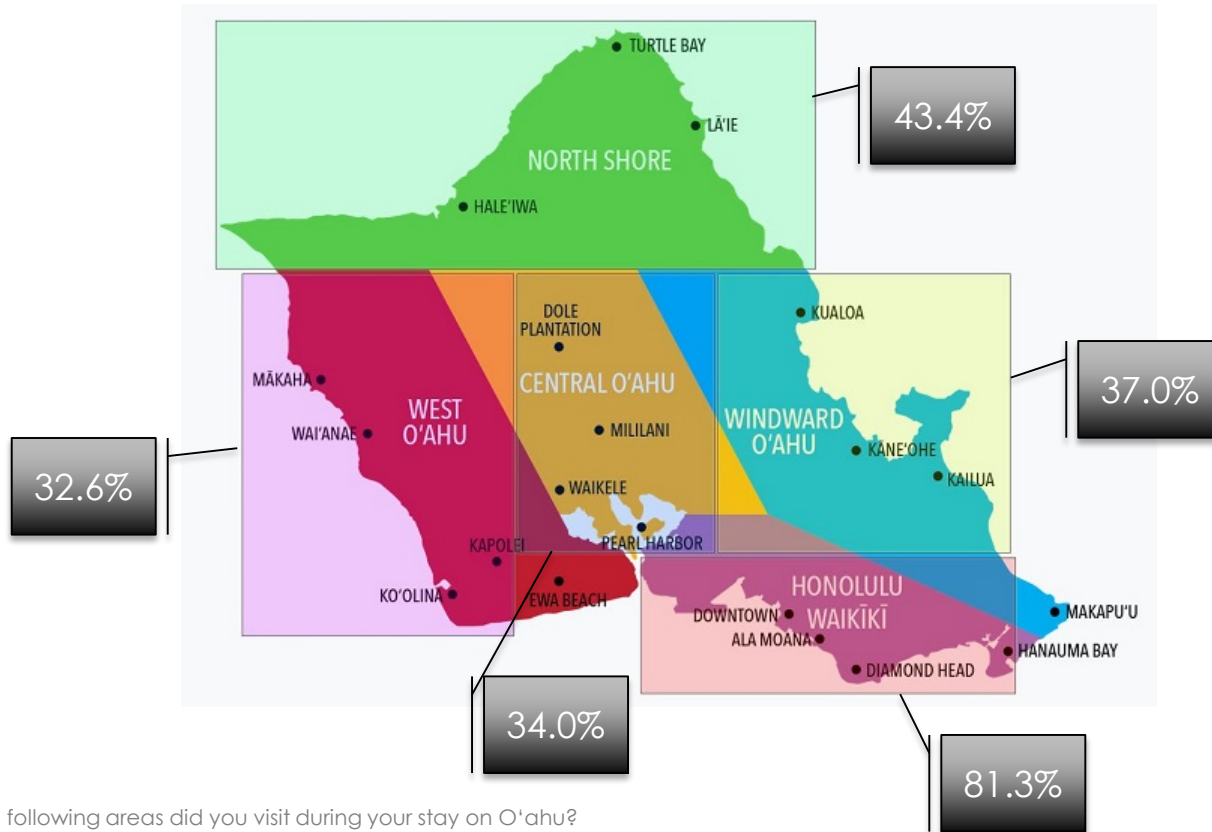 TURTLE BAY
43.4%
LĀ'IE
NORTH SHORE
HALE'IWA
KUALOA
DOLE
PLANTATION
MĀKAHA
CENTRAL O'AHU
37.0%
WEST
O'AHU
WINDWARD
O'AHU
WAI'ANAE
MILILANI
KĀNE'OHE
KAILUA
32.6%
WAIKELE
PEARL HARBOR
KAPOLEI
KO'OLINA
EWA BEACH
HONOLULU
WAIKĪKĪ
DOWNTOWN
MAKAPU'U
ALA MOANA
HANAUMA BAY
DIAMOND HEAD
34.0%
81.3%
following areas did you visit during your stay on O‘ahu?